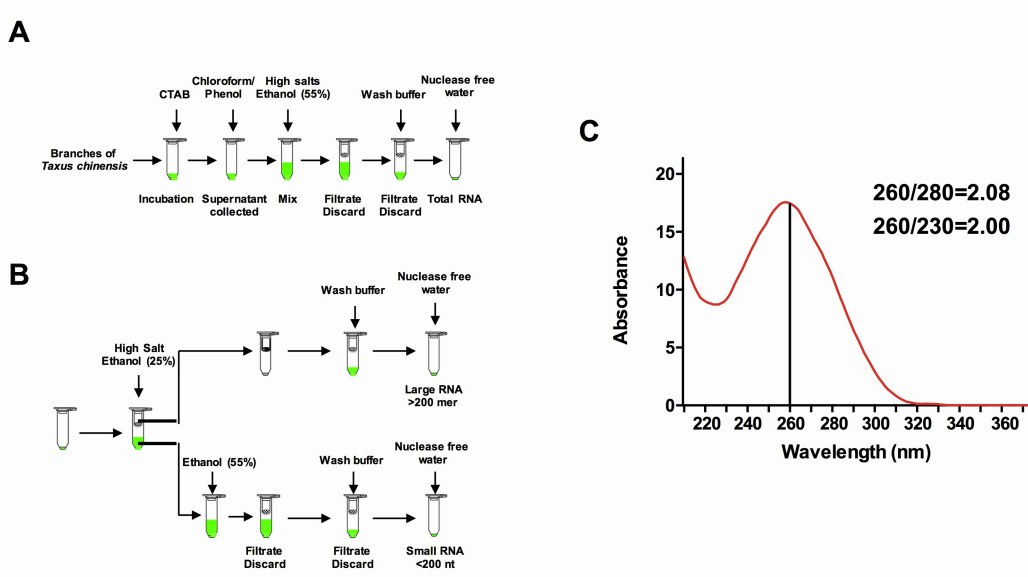 A
CTAB
Chloroform/
Phenol
High salts
Ethanol (55%)
Wash buffer
Nuclease free
water
Branches of
Taxus chinensis
Incubation
Supernatant
collected
Mix
Filtrate
Discard
Filtrate
Discard
Total RNA
B
High Salt
Ethanol (25%)
Wash buffer
Nuclease free
water
Large RNA
>200 mer
Ethanol (55%)
Wash buffer
Nuclease free
water
Filtrate
Discard
Filtrate
Discard
Small RNA
<200 nt
C
260/280=2.08
260/230=2.00
Absorbance
20
15
10
5
0
220 240 260 280 300 320 340 360
Wavelength (nm)